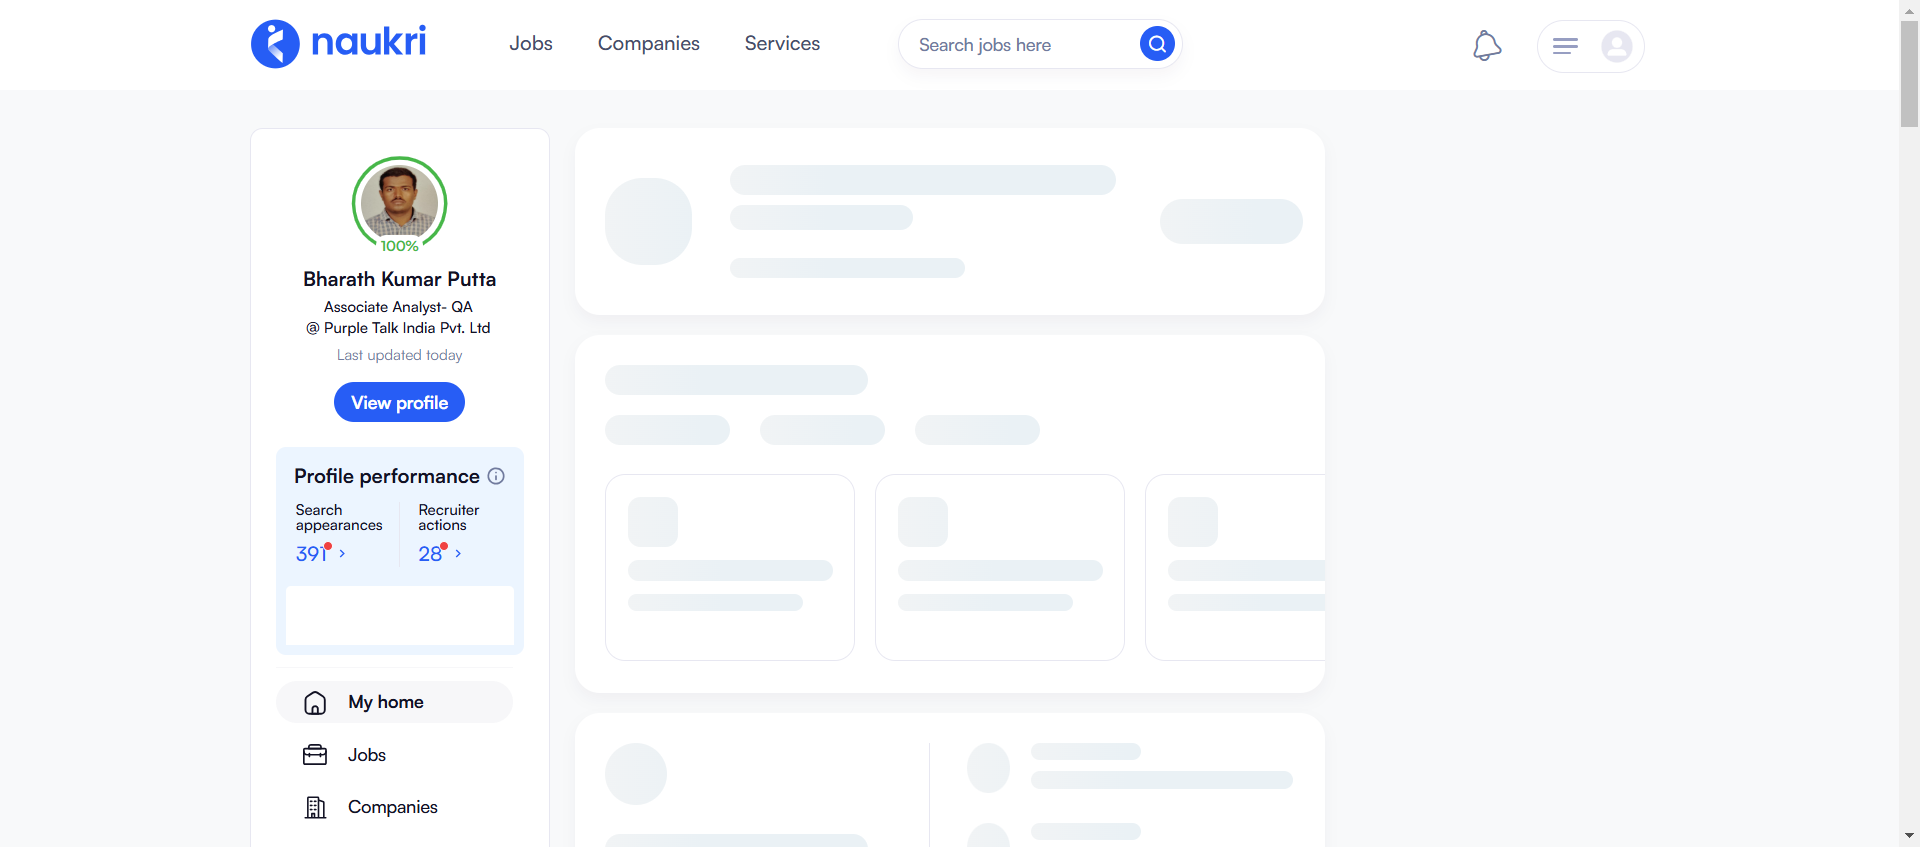 naukri
Jobs
Companies
Services
Search jobs here
100%
Bharath Kumar Putta
Associate Analyst- QA
@ Purple Talk India Pvt. Ltd
Last updated today
View profile
Profile performance
Search
appearances
391
Recruiter
actions
28
My home
Jobs
Companies